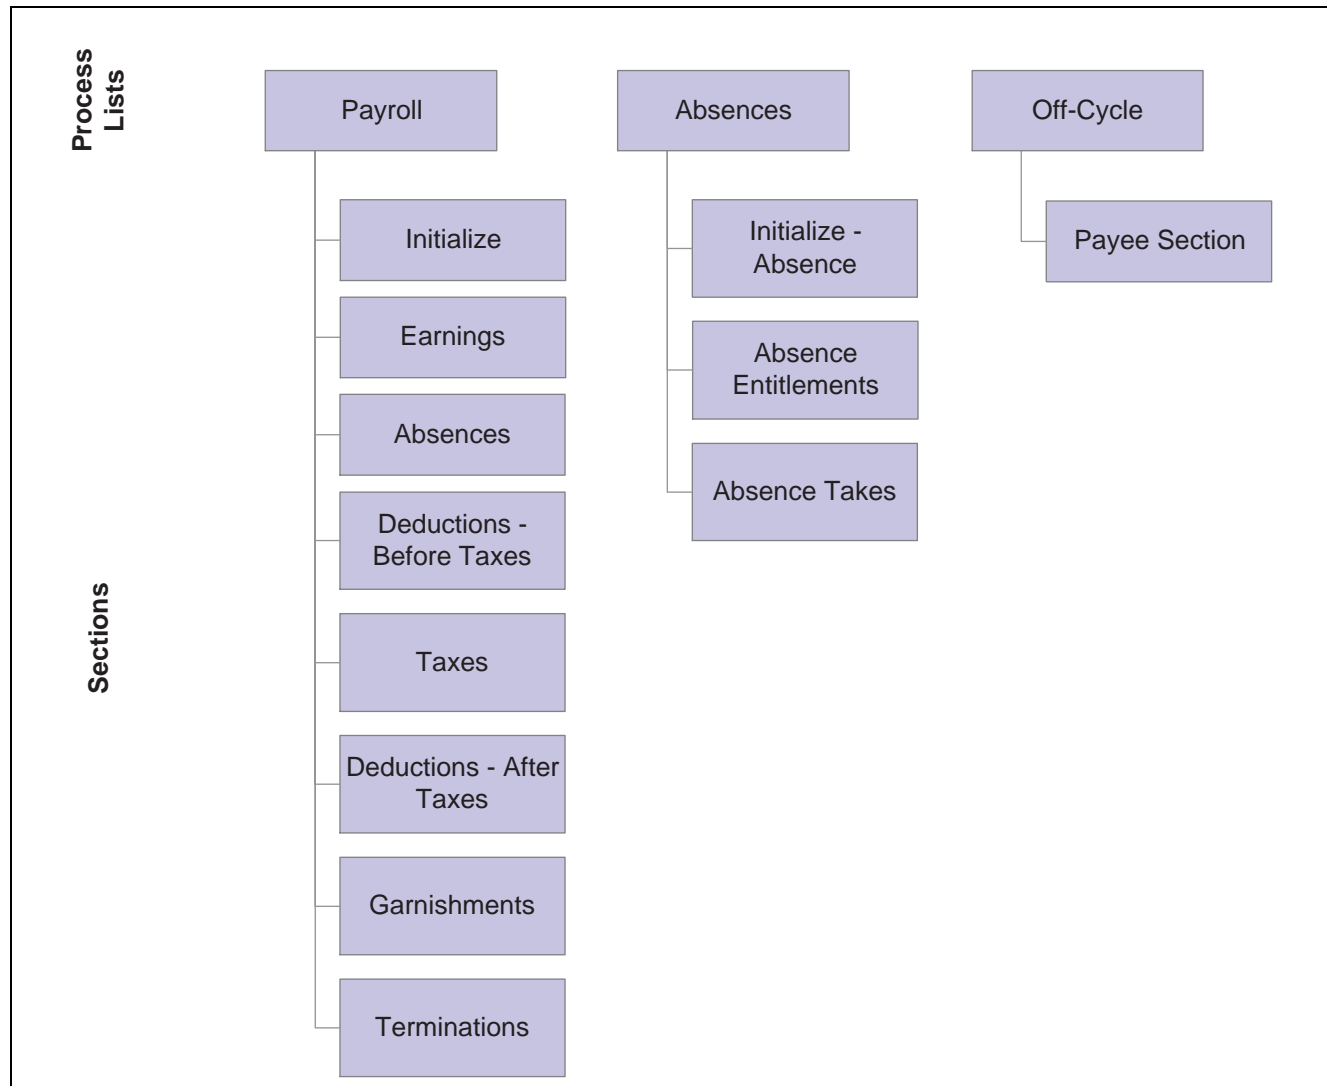 Process
Lists
Payroll
Absences
Off-Cycle
Sections
Initialize
Earnings
Absences
Deductions -
Before Taxes
Taxes
Deductions - After
Taxes
Garnishments
Terminations
Initialize -
Absence
Absence
Entitlements
Absence Takes
Payee Section